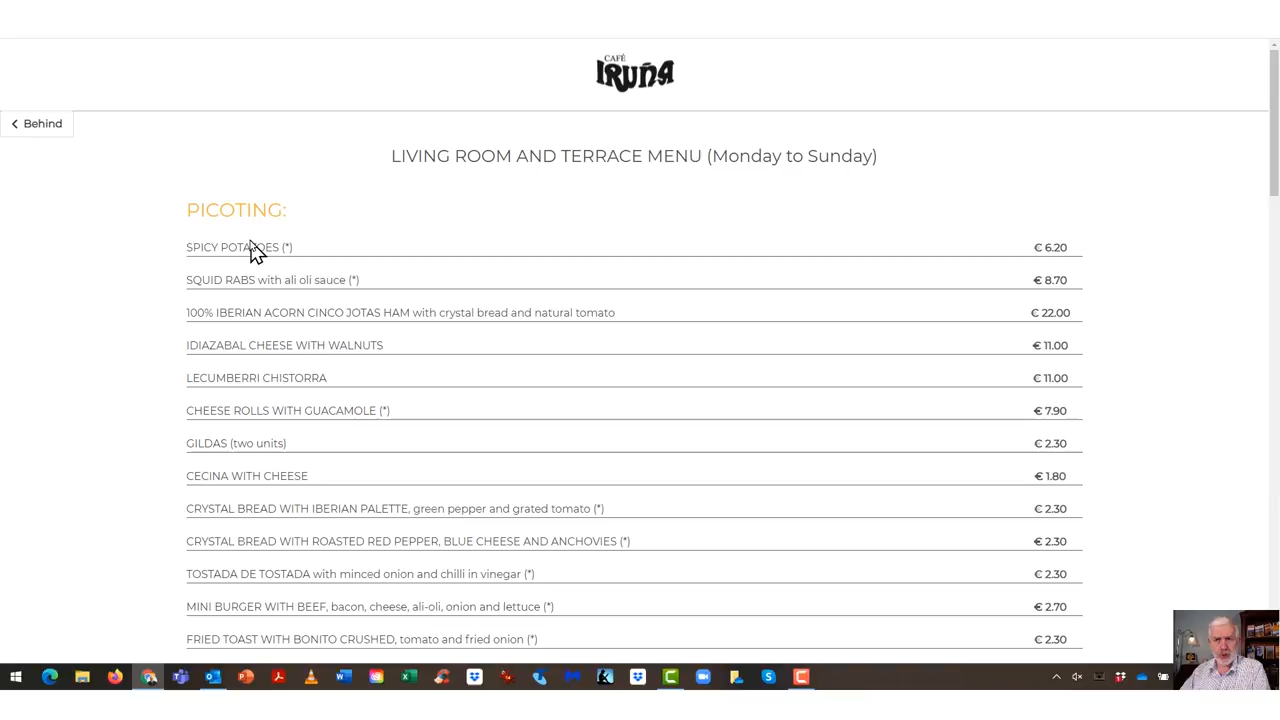 CAFÉ
IRUÑA
Behind
LIVING ROOM AND TERRACE MENU (Monday to Sunday)
PICOTING:
SPICY POTATOES (*) € 6.20
SQUID RABS with ali oli sauce (*) € 8.70
100% IBERIAN ACORN CINCO JOTAS HAM with crystal bread and natural tomato € 22.00
IDIAZABAL CHEESE WITH WALNUTS € 11.00
LECUMBERRI CHISTORRA € 11.00
CHEESE ROLLS WITH GUACAMOLE (*) € 7.90
GILDAS (two units) € 2.30
CECINA WITH CHEESE € 1.80
CRYSTAL BREAD WITH IBERIAN PALETTE, green pepper and grated tomato (*) € 2.30
CRYSTAL BREAD WITH ROASTED RED PEPPER, BLUE CHEESE AND ANCHOVIES (*) € 2.30
TOSTADA DE TOSTADA with minced onion and chilli in vinegar (*) € 2.30
MINI BURGER WITH BEEF, bacon, cheese, ali-oli, onion and lettuce (*) € 2.70
FRIED TOAST WITH BONITO CRUSHED, tomato and fried onion (*) € 2.30